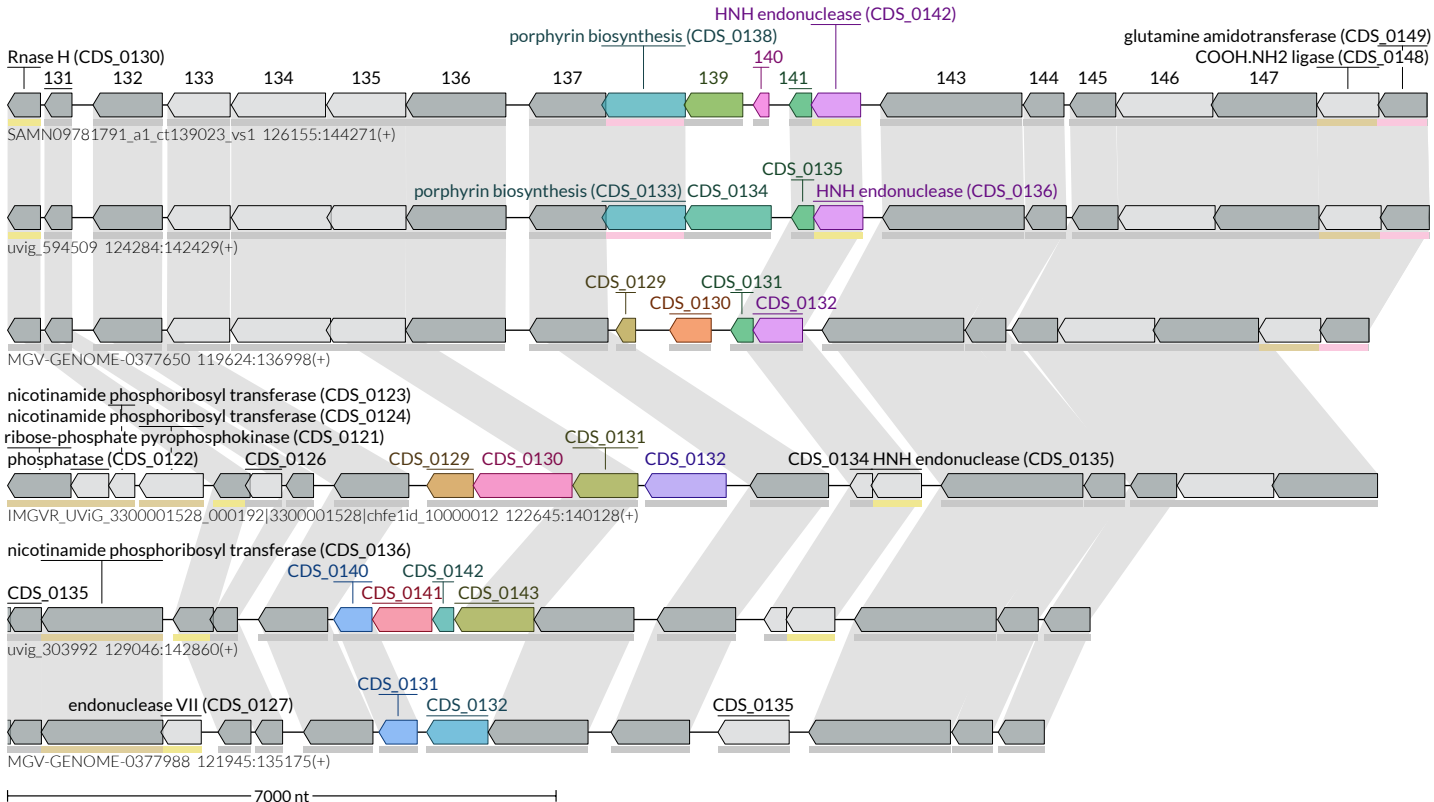 HNH endonuclease (CDS_0142)
porphyrin biosynthesis (CDS_0138)
glutamine amidotransferase (CDS_0149)
Rnase H (CDS_0130)
COOH.NH2 ligase (CDS_0148)
131 132 133 134 135 136 137 139 140 141 143 144 145 146 147
SAMN09781791_a1_ct139023_vs1 126155:144271(+)
CDS_0135
porphyrin biosynthesis (CDS_0133) CDS_0134 HNH endonuclease (CDS_0136)
uvig_594509 124284:142429(+)
CDS_0129 CDS_0131
CDS_0130 CDS_0132
MGV-GENOME-0377650 119624:136998(+)
nicotinamide phosphoribosyl transferase (CDS_0123)
nicotinamide phosphoribosyl transferase (CDS_0124)
ribose-phosphate pyrophosphokinase (CDS_0121) CDS_0131
phosphatase (CDS_0122) CDS_0126 CDS_0129 CDS_0130 CDS_0132 CDS_0134 HNH endonuclease (CDS_0135)
IMGVR_UViG_3300001528_000192|3300001528|chfe1id_10000012 122645:140128(+)
nicotinamide phosphoribosyl transferase (CDS_0136)
CDS_0140 CDS_0142
CDS_0135 CDS_0141 CDS_0143
uvig_303992 129046:142860(+)
CDS_0131
endonuclease VII (CDS_0127) CDS_0132 CDS_0135
MGV-GENOME-0377988 121945:135175(+)
7000 nt